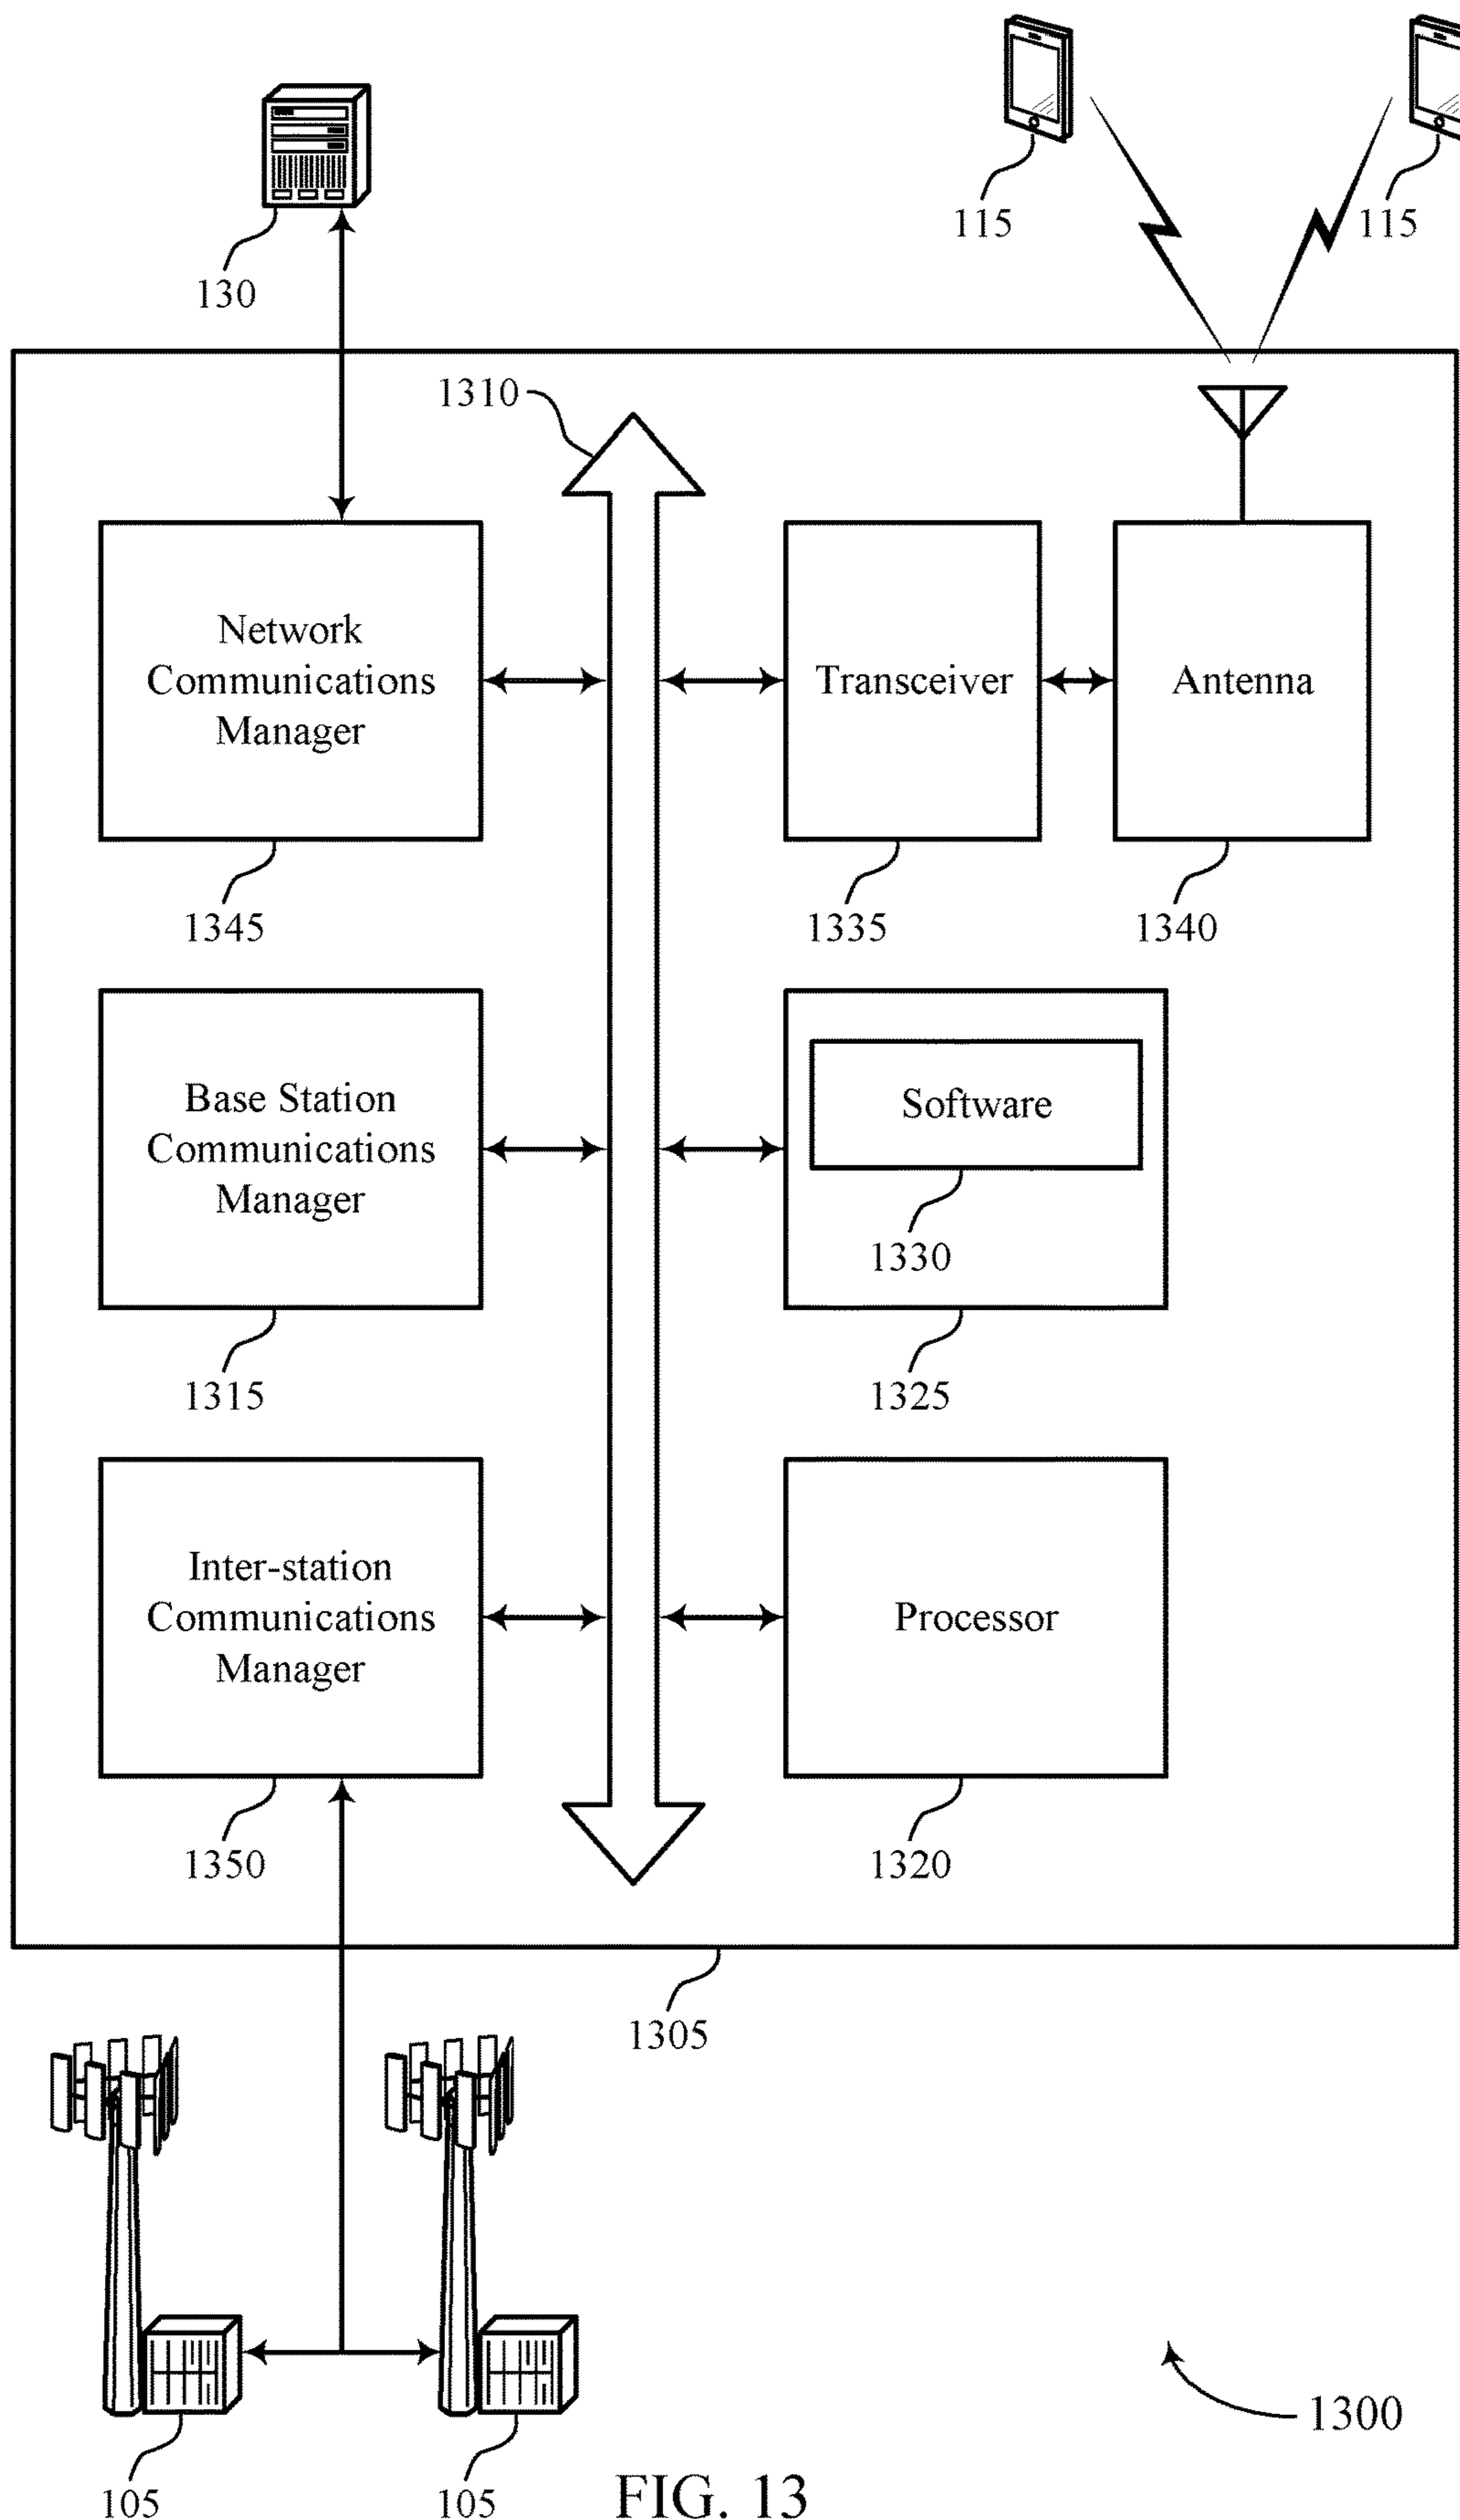 115
115
130
1310
Network
Communications
Manager
Transceiver
Antenna
1345
1335
1340
Base Station
Communications
Manager
Software
1330
1315
1325
Inter-station
Communications
Manager
Processor
1350
1320
1305
1300
105
105
FIG. 13